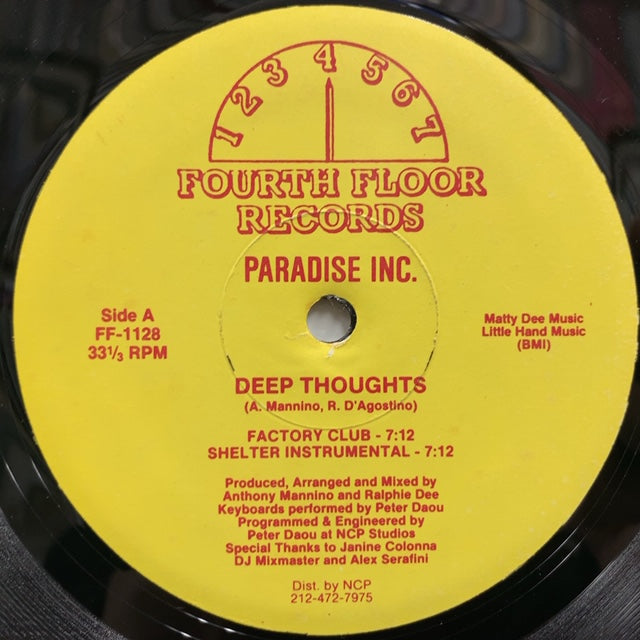 1 2 3 4 5 6 7
FOURTH FLOOR
RECORDS
PARADISE INC.
Side A
FF-1128
33 1/3 RPM
Matty Dee Music
Little Hand Music
(BMI)
DEEP THOUGHTS
(A. Mannino, R. D'Agostino)
FACTORY CLUB - 7:12
SHELTER INSTRUMENTAL - 7:12
Produced, Arranged and Mixed by
Anthony Mannino and Ralphie Dee
Keyboards performed by Peter Daou
Programmed & Engineered by
Peter Daou at NCP Studios
Special Thanks to Janine Colonna
DJ Mixmaster and Alex Serafini
Dist. by NCP
212-472-7975